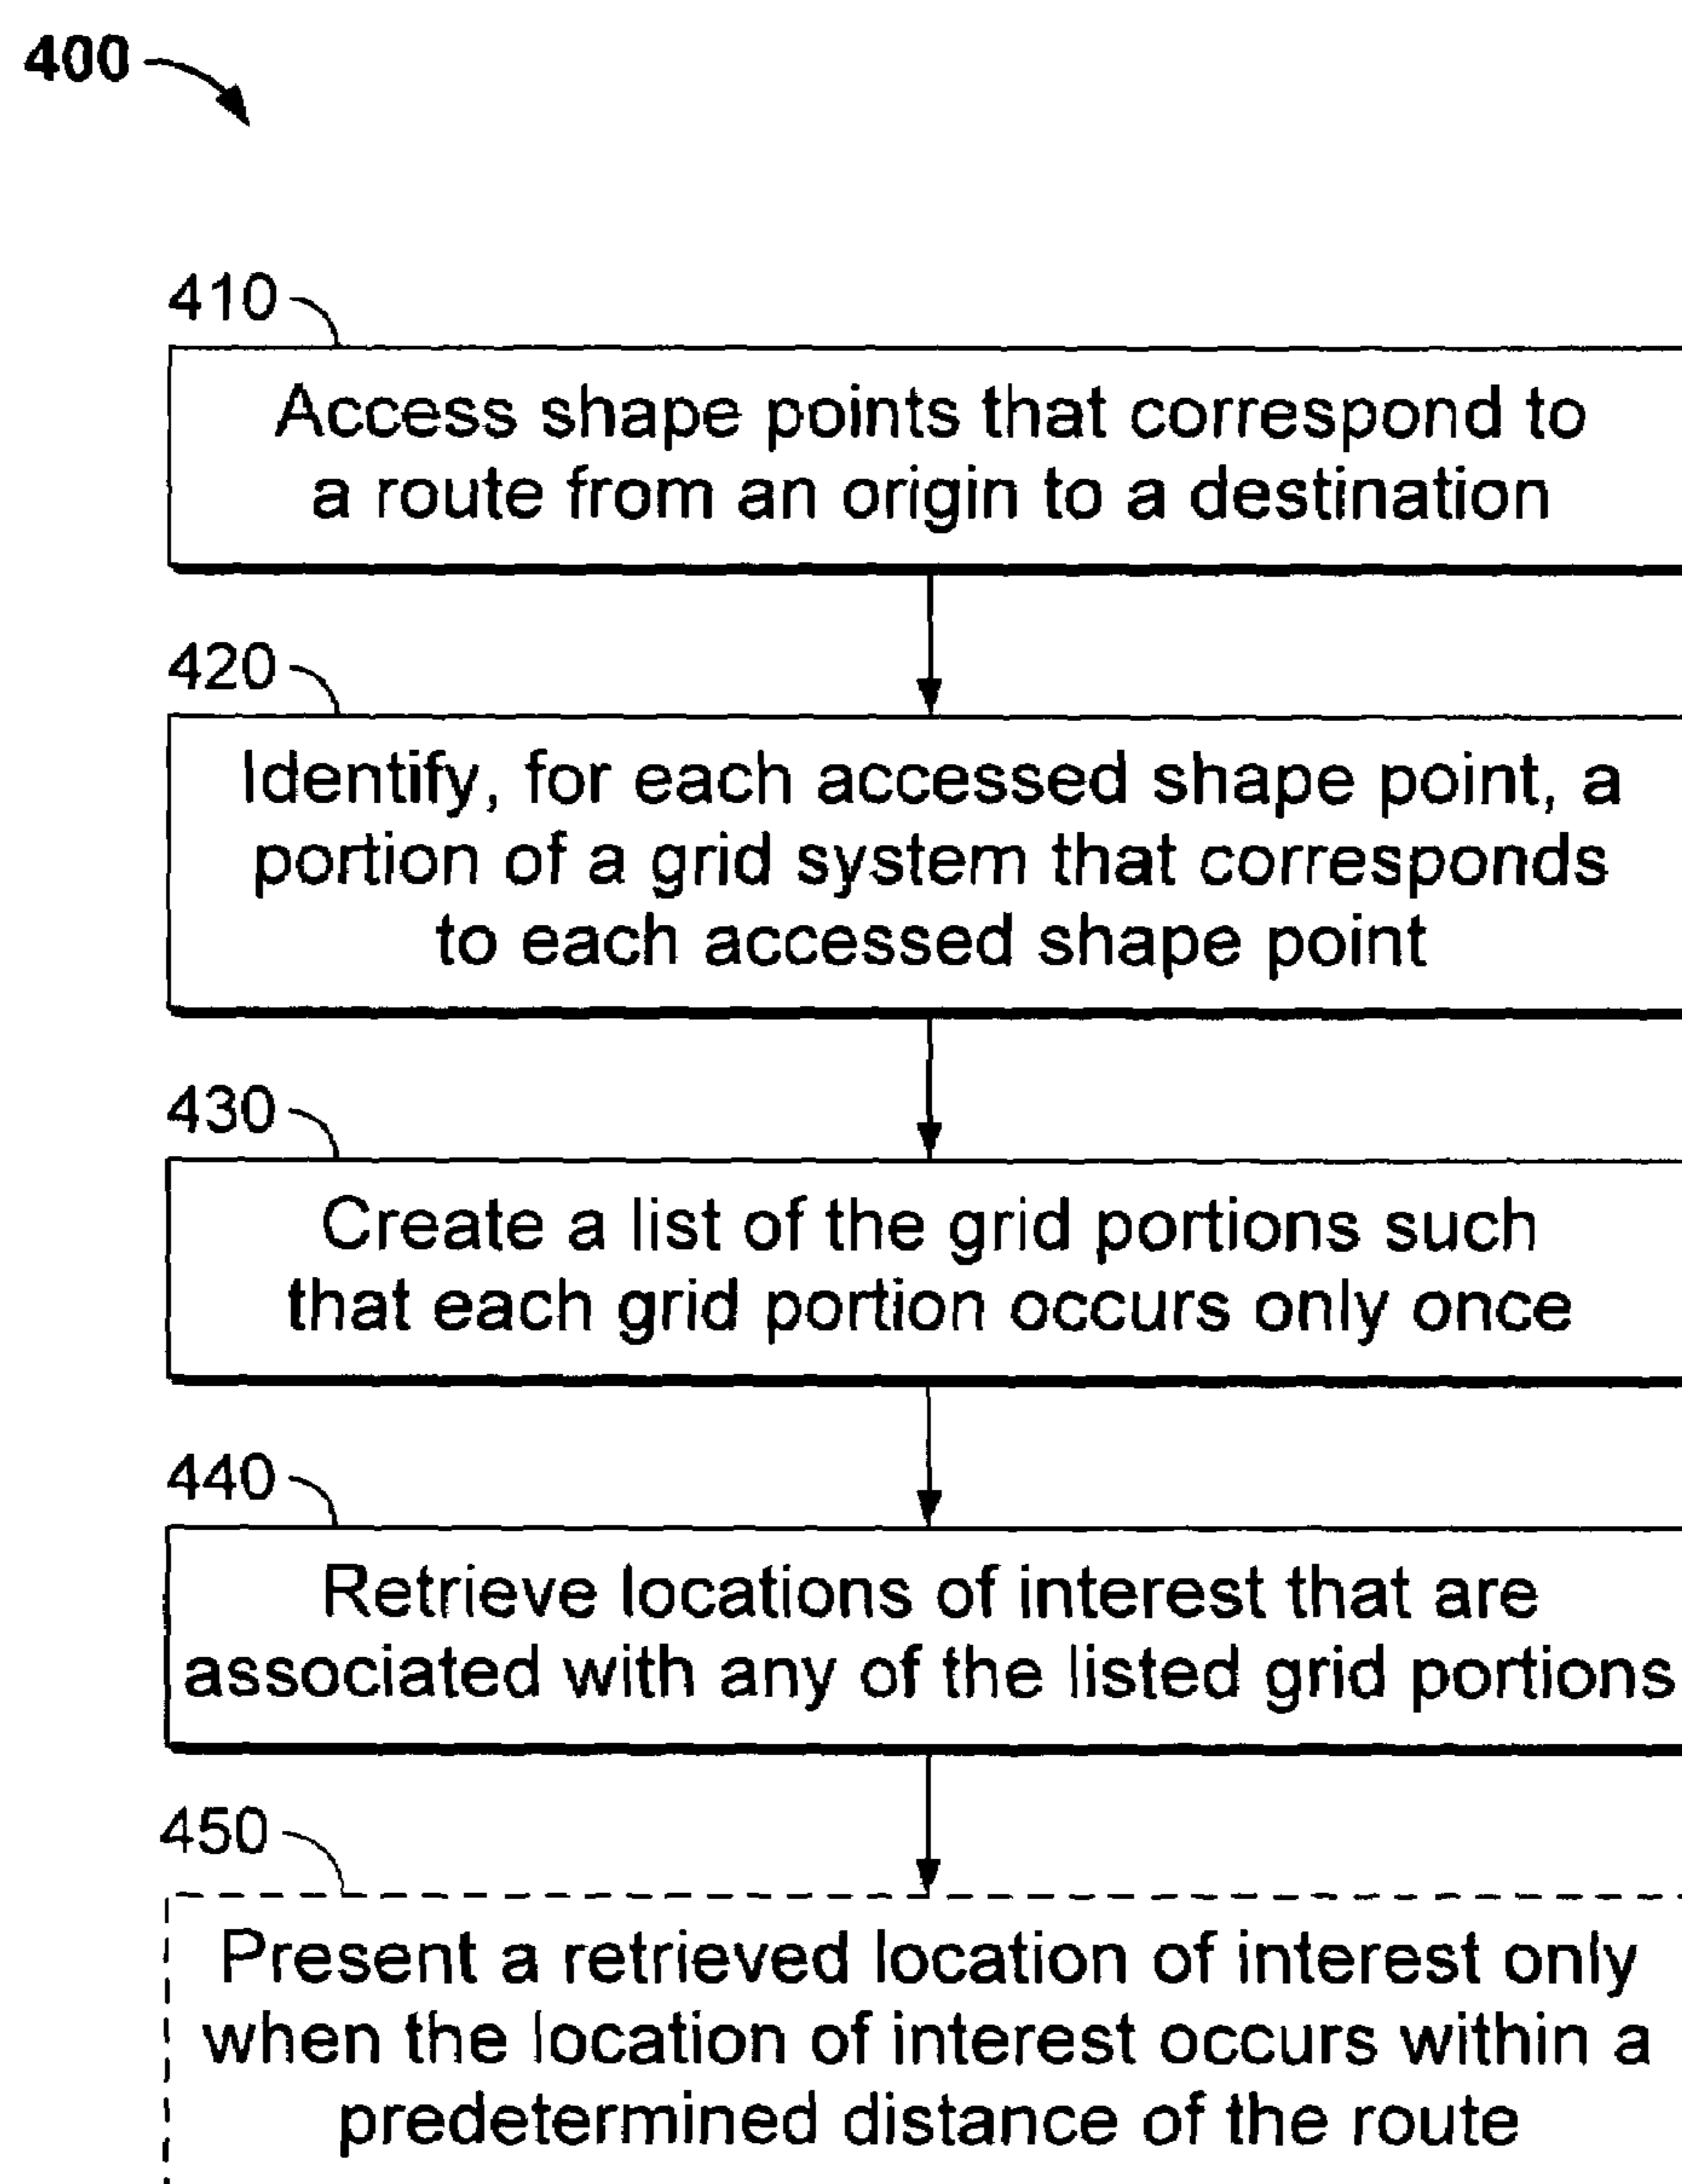 400
410
Access shape points that correspond to
a route from an origin to a destination
420
Identify, for each accessed shape point, a
portion of a grid system that corresponds
to each accessed shape point
430
Create a list of the grid portions such
that each grid portion occurs only once
440
Retrieve locations of interest that are
associated with any of the listed grid portions
450
Present a retrieved location of interest only
when the location of interest occurs within a
predetermined distance of the route